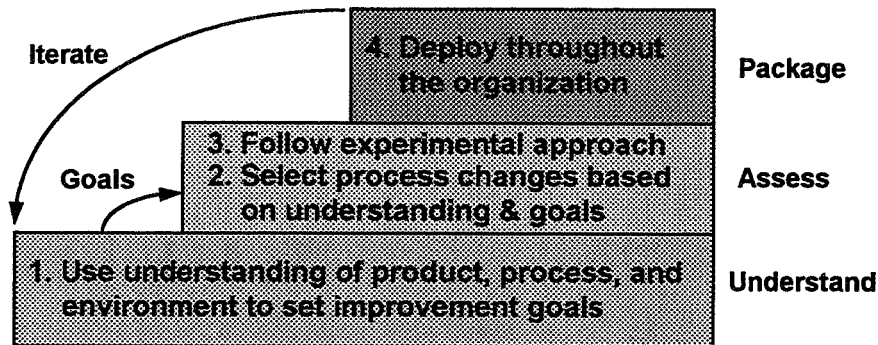 Iterate
4. Deploy throughout
the organization
Package
3. Follow experimental approach
Goals
2. Select process changes based
on understanding & goals
Assess
1. Use understanding of product, process, and
environment to set improvement goals
Understand